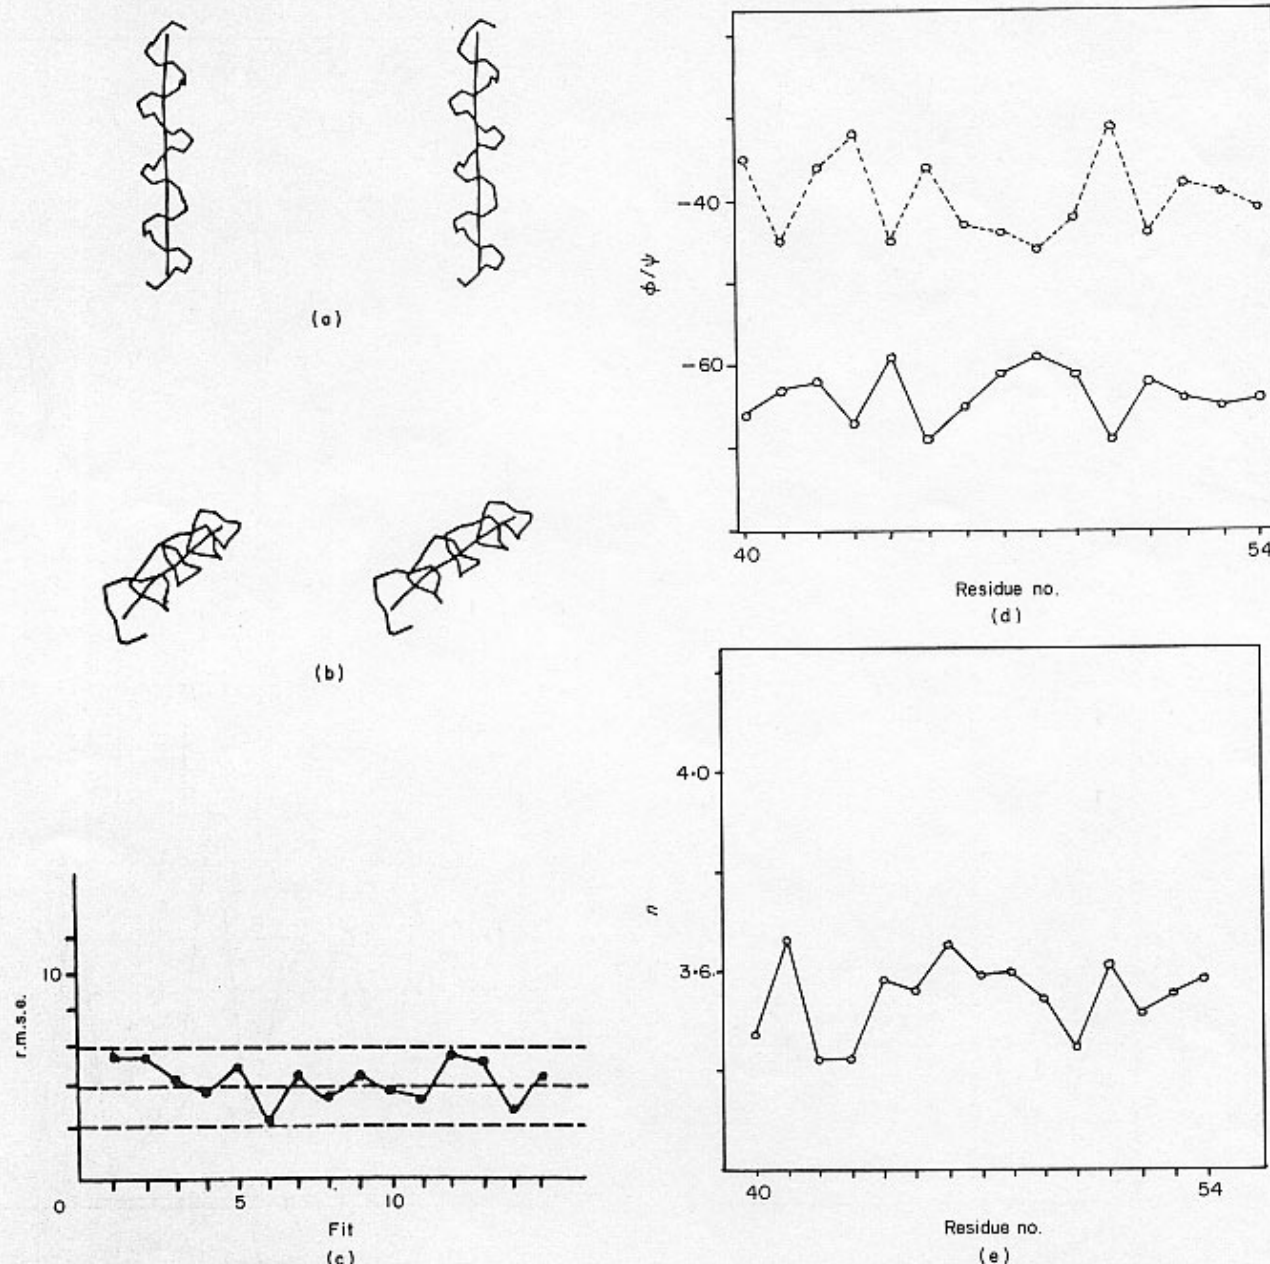 (a)
(b)
r.m.s.e.
10
0
5
10
Fit
(c)
ϕ/ψ
-40
-60
40
54
Residue no.
(d)
n
4·0
3·6
40
54
Residue no.
(e)